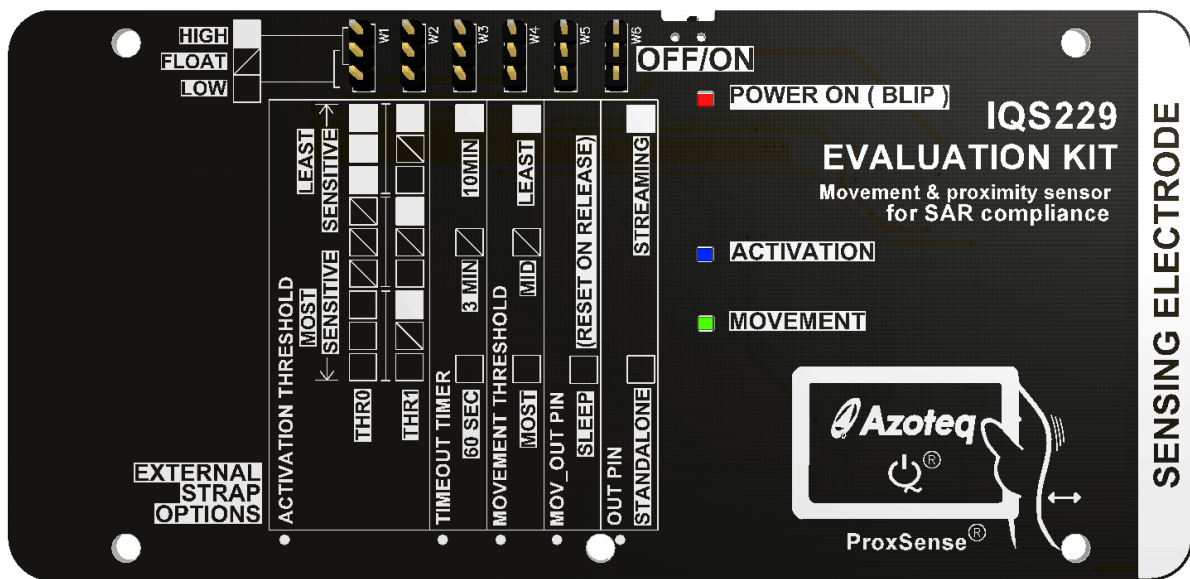 HIGH
FLOAT
LOW
W1
W2
W3
W4
W5
W6
OFF/ON
POWER ON ( BLIP )
IQS229
EVALUATION KIT
Movement & proximity sensor
for SAR compliance
ACTIVATION
MOVEMENT
SENSING ELECTRODE
LEAST
SENSITIVE
MOST
SENSITIVE
ACTIVATION THRESHOLD
THR0
THR1
TIMEOUT TIMER
60 SEC
3 MIN
10MIN
MOVEMENT THRESHOLD
MOST
MID
LEAST
MOV_OUT PIN
SLEEP
(RESET ON RELEASE)
OUT PIN
STANDALONE
STREAMING
EXTERNAL
STRAP
OPTIONS
Azoteq
®
ProxSense®